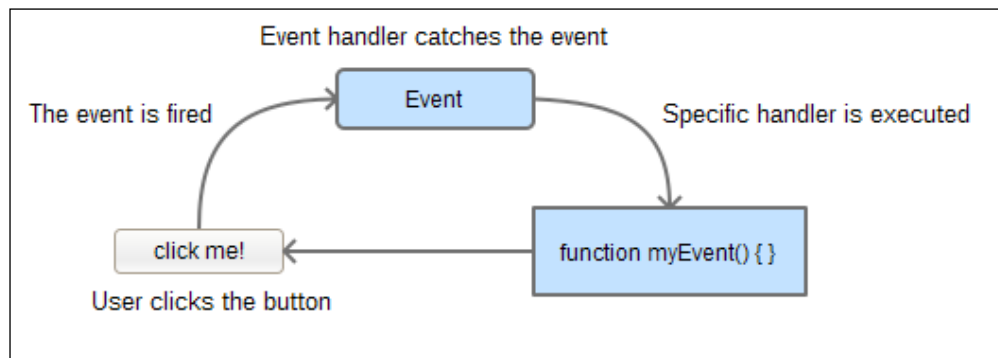 Event handler catches the event
Event
The event is fired
Specific handler is executed
click me!
function myEvent() { }
User clicks the button